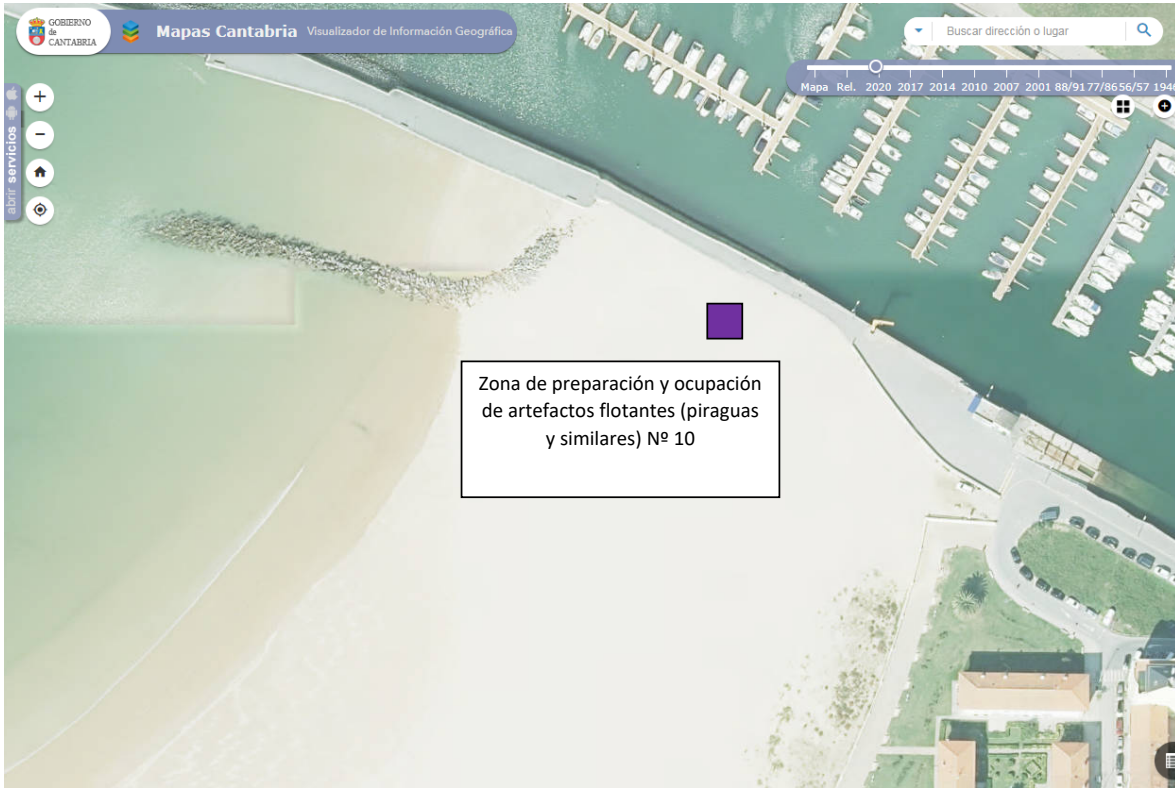 GOBIERNO
de
CANTABRIA
Mapas Cantabria Visualizador de Información Geográfica
Buscar dirección o lugar
Mapa Rel. 2020 2017 2014 2010 2007 2001 88/91 77/86 56/57 1946
abrir servicios
Zona de preparación y ocupación
de artefactos flotantes (piraguas
y similares) Nº 10